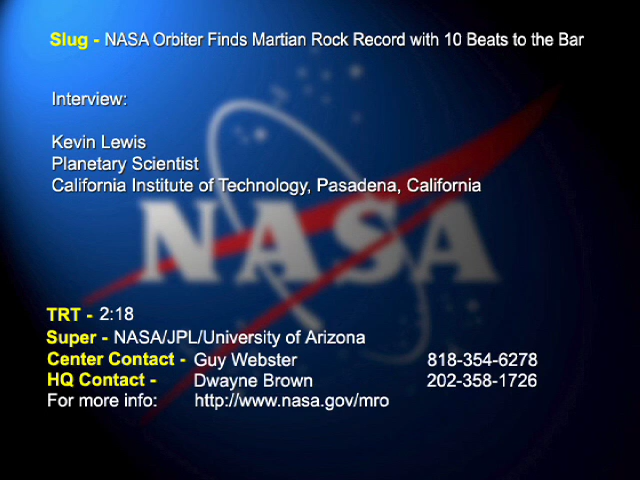 Slug - NASA Orbiter Finds Martian Rock Record with 10 Beats to the Bar
Interview:
Kevin Lewis
Planetary Scientist
California Institute of Technology, Pasadena, California
NASA
TRT - 2:18
Super - NASA/JPL/University of Arizona
Center Contact - Guy Webster 818-354-6278
HQ Contact - Dwayne Brown 202-358-1726
For more info: http://www.nasa.gov/mro